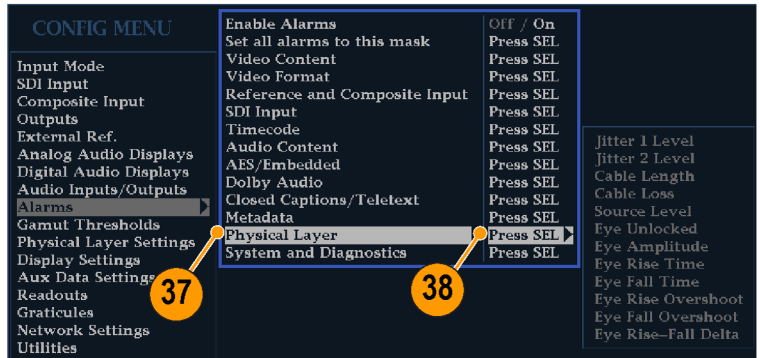 CONFIG MENU
Input Mode
SDI Input
Composite Input
Outputs
External Ref.
Analog Audio Displays
Digital Audio Displays
Audio Inputs/Outputs
Alarms
Gamut Thresholds
Physical Layer Settings
Display Settings
Aux Data Settings
Readouts
Graticules
Network Settings
Utilities
Enable Alarms Off / On
Set all alarms to this mask Press SEL
Video Content Press SEL
Video Format Press SEL
Reference and Composite Input Press SEL
SDI Input Press SEL
Timecode Press SEL
Audio Content Press SEL
AES/Embedded Press SEL
Dolby Audio Press SEL
Closed Captions/Teletext Press SEL
Metadata Press SEL
Physical Layer Press SEL
System and Diagnostics Press SEL
37
38
Jitter 1 Level
Jitter 2 Level
Cable Length
Cable Loss
Source Level
Eye Unlocked
Eye Amplitude
Eye Rise Time
Eye Fall Time
Eye Rise Overshoot
Eye Fall Overshoot
Eye Rise–Fall Delta